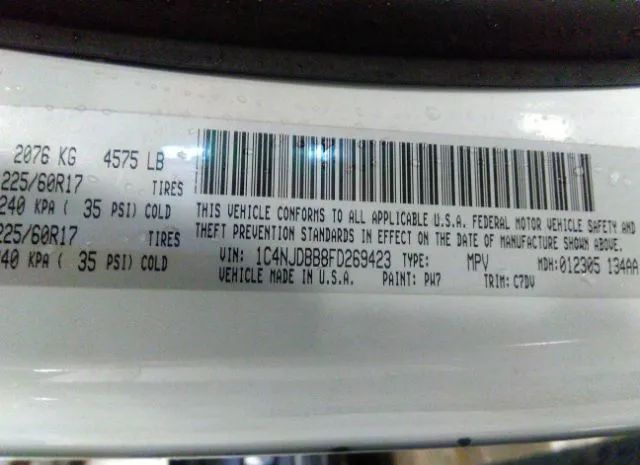 2076 KG 4575 LB
225/60R17 TIRES
240 KPA ( 35 PSI) COLD
225/60R17 TIRES
40 KPA ( 35 PSI) COLD
THIS VEHICLE CONFORMS TO ALL APPLICABLE U.S.A. FEDERAL MOTOR VEHICLE SAFETY AND
THEFT PREVENTION STANDARDS IN EFFECT ON THE DATE OF MANUFACTURE SHOWN ABOVE.
VIN: 1C4NJDBB8FD269423 TYPE: MPV MDH:012305 134AA
VEHICLE MADE IN U.S.A. PAINT: PW7 TRIM: C7DV